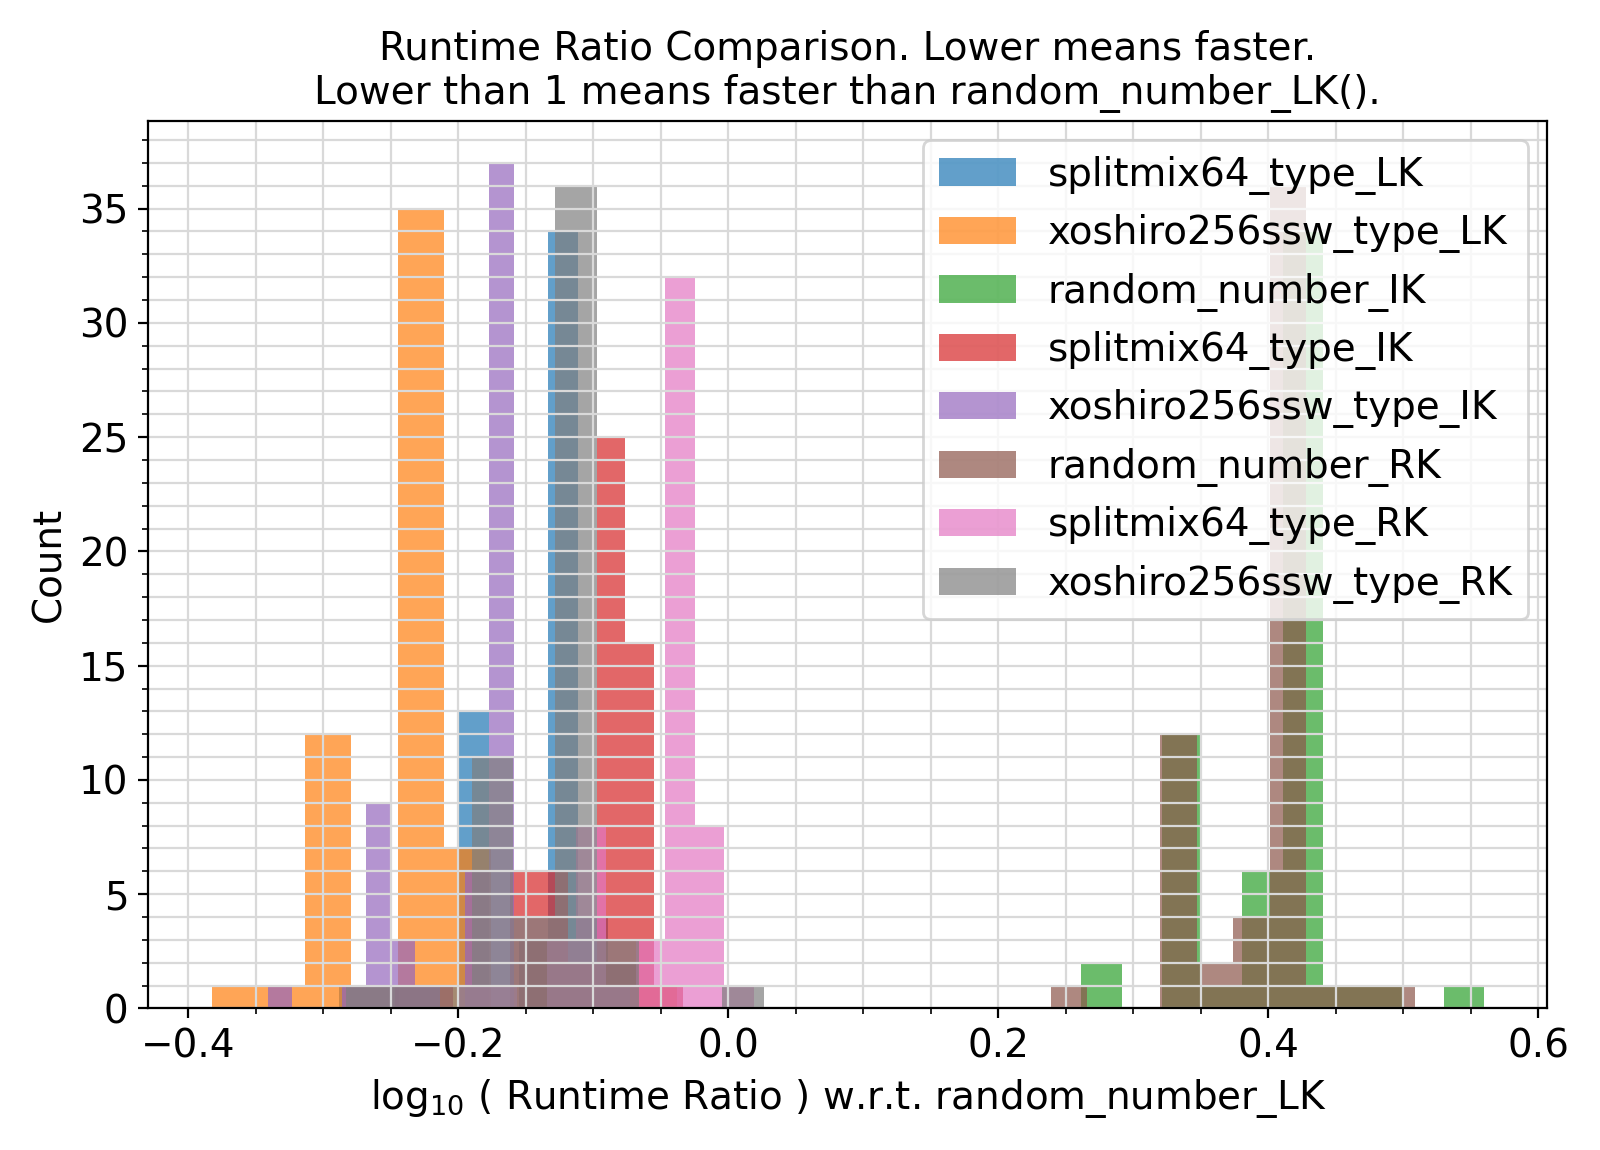 Runtime Ratio Comparison. Lower means faster.
Lower than 1 means faster than random_number_LK().
Count
35
30
25
20
15
10
5
0
splitmix64_type_LK
xoshiro256ssw_type_LK
random_number_IK
splitmix64_type_IK
xoshiro256ssw_type_IK
random_number_RK
splitmix64_type_RK
xoshiro256ssw_type_RK
−0.4 −0.2 0.0 0.2 0.4 0.6
log₁₀ ( Runtime Ratio ) w.r.t. random_number_LK